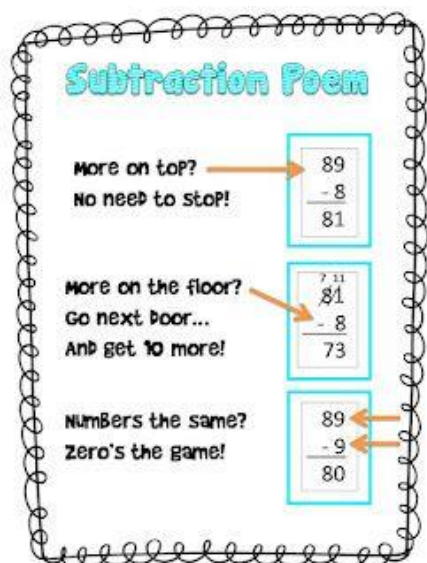 Subtraction Poem
More on top?
No need to stop!
89
- 8
81
More on the floor?
Go next door...
And get 10 more!
7 11
81
- 8
73
Numbers the same?
Zero's the game!
89
- 9
80